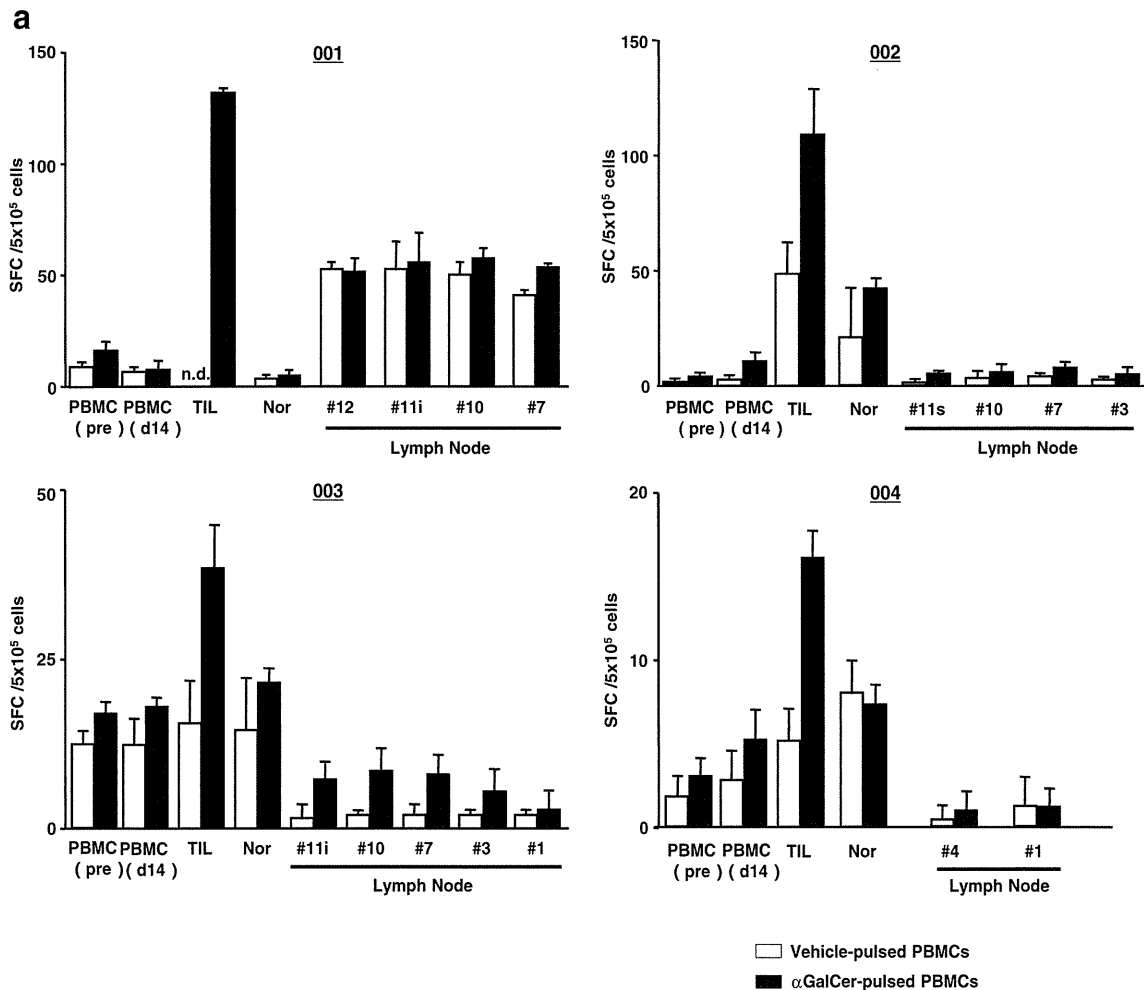 a
001
150
100
50
0
SFC /5x10⁵ cells
n.d.
PBMC PBMC TIL Nor #12 #11i #10 #7
( pre ) ( d14 )
Lymph Node
002
150
100
50
0
SFC /5x10⁵ cells
PBMC PBMC TIL Nor #11s #10 #7 #3
( pre ) ( d14 )
Lymph Node
003
50
25
0
SFC /5x10⁵ cells
PBMC PBMC TIL Nor #11i #10 #7 #3 #1
( pre ) ( d14 )
Lymph Node
004
20
10
0
SFC /5x10⁵ cells
PBMC PBMC TIL Nor #4 #1
( pre ) ( d14 )
Lymph Node
Vehicle-pulsed PBMCs
αGalCer-pulsed PBMCs